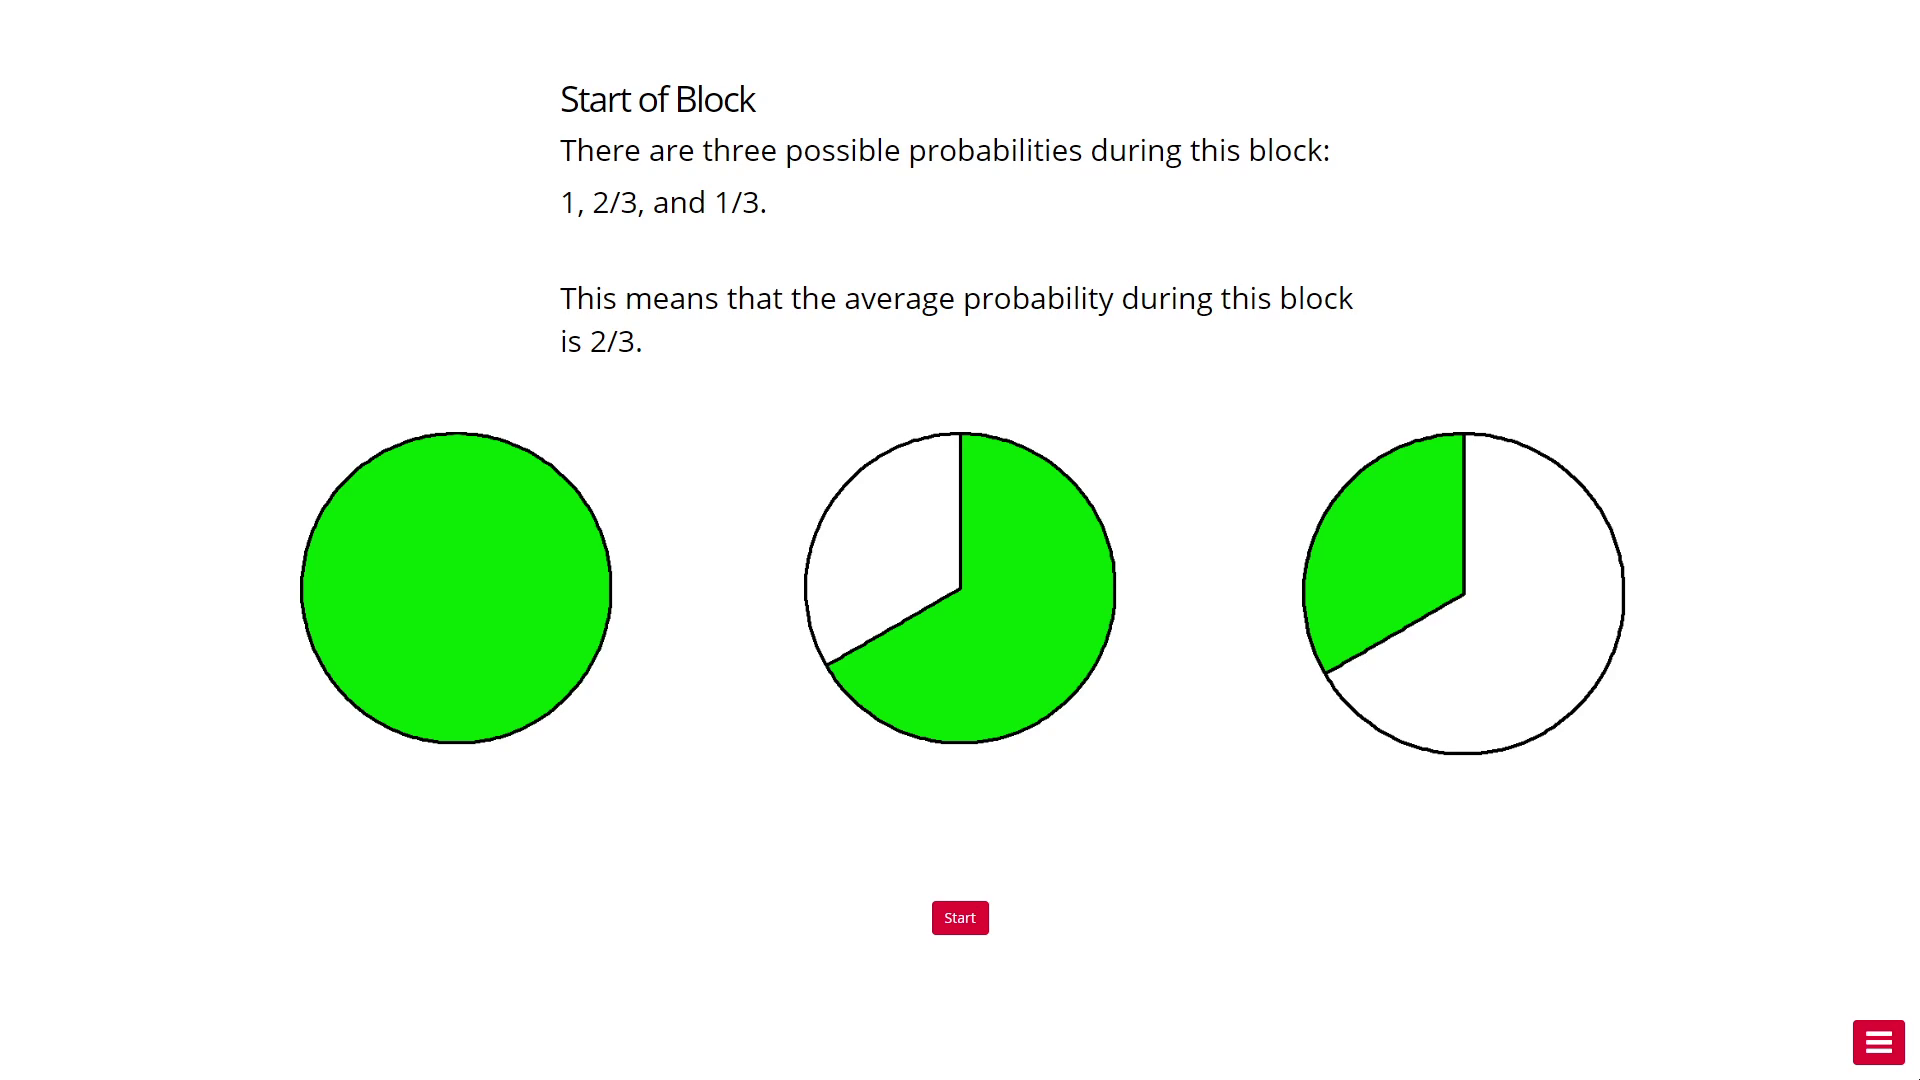 Start of Block
There are three possible probabilities during this block:
1, 2/3, and 1/3.
This means that the average probability during this block
is 2/3.
Start